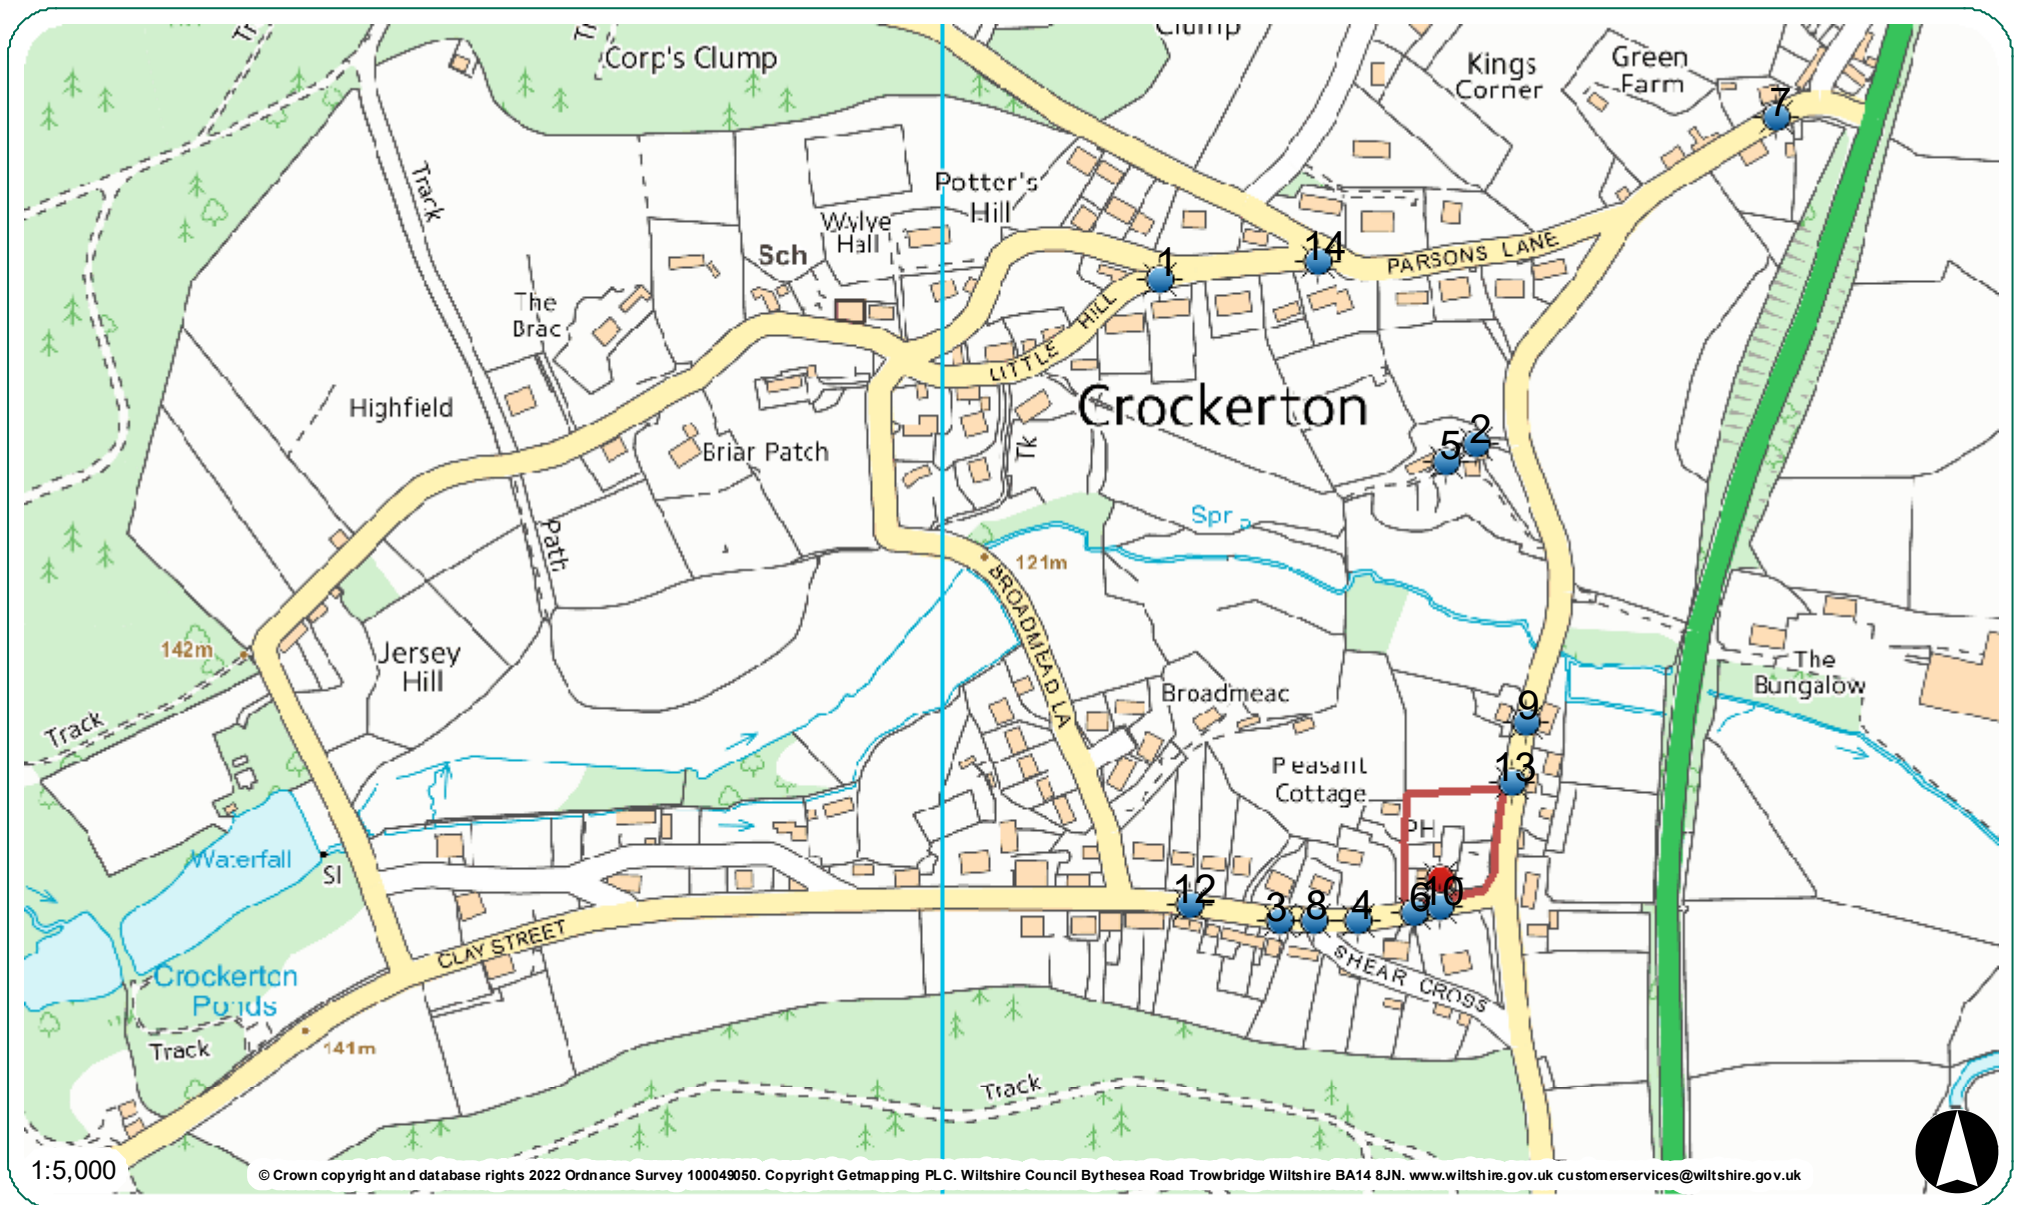 Corp's Clump
Clump
Kings
Corner
Green
Farm
7
Track
Potter's
Hill
Wylye
Hall
Sch
1
14
PARSONS LANE
The
Brac
LITTLE HILL
Highfield
Crockerton
Briar Patch
Tk
5
2
Path
Spr
121m
BROADMEAD LA
142m
Jersey
Hill
The
Bungalow
Broadmeac
9
Track
13
Pleasant
Cottage
PH
Waterfall
SI
12
3
8
4
6
10
CLAY STREET
SHEAR CROSS
Crockerton
Ponds
Track
141m
Track
1:5,000
© Crown copyright and database rights 2022 Ordnance Survey 100049050. Copyright Getmapping PLC. Wiltshire Council Bythesea Road Trowbridge Wiltshire BA14 8JN. www.wiltshire.gov.uk customerservices@wiltshire.gov.uk